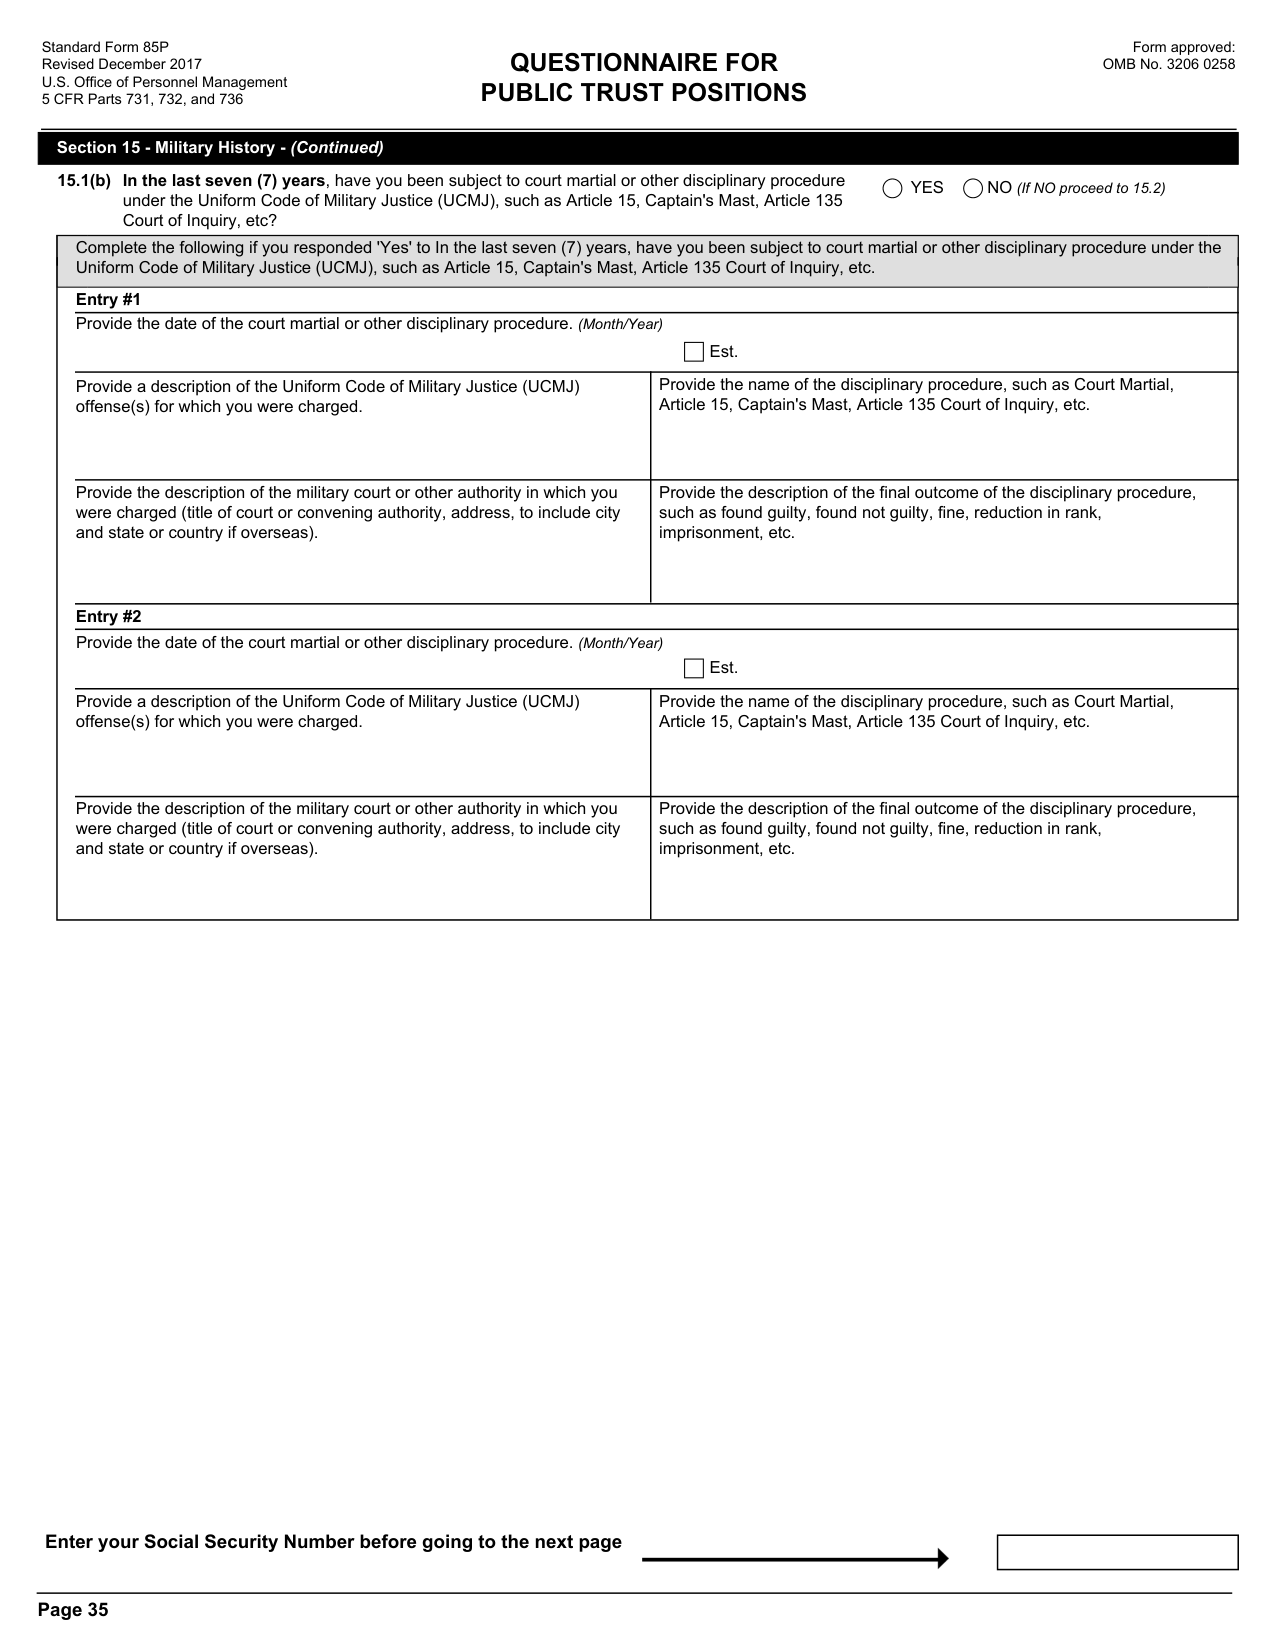 Standard Form 85P
Revised December 2017
U.S. Office of Personnel Management
5 CFR Parts 731, 732, and 736
QUESTIONNAIRE FOR
PUBLIC TRUST POSITIONS
Form approved:
OMB No. 3206 0258
Section 15 - Military History - (Continued)
15.1(b) In the last seven (7) years, have you been subject to court martial or other disciplinary procedure
under the Uniform Code of Military Justice (UCMJ), such as Article 15, Captain's Mast, Article 135
Court of Inquiry, etc?
YES NO (If NO proceed to 15.2)
Complete the following if you responded 'Yes' to In the last seven (7) years, have you been subject to court martial or other disciplinary procedure under the
Uniform Code of Military Justice (UCMJ), such as Article 15, Captain's Mast, Article 135 Court of Inquiry, etc.
Entry #1
Provide the date of the court martial or other disciplinary procedure. (Month/Year)
Est.
Provide a description of the Uniform Code of Military Justice (UCMJ)
offense(s) for which you were charged.
Provide the name of the disciplinary procedure, such as Court Martial,
Article 15, Captain's Mast, Article 135 Court of Inquiry, etc.
Provide the description of the military court or other authority in which you
were charged (title of court or convening authority, address, to include city
and state or country if overseas).
Provide the description of the final outcome of the disciplinary procedure,
such as found guilty, found not guilty, fine, reduction in rank,
imprisonment, etc.
Entry #2
Provide the date of the court martial or other disciplinary procedure. (Month/Year)
Est.
Provide a description of the Uniform Code of Military Justice (UCMJ)
offense(s) for which you were charged.
Provide the name of the disciplinary procedure, such as Court Martial,
Article 15, Captain's Mast, Article 135 Court of Inquiry, etc.
Provide the description of the military court or other authority in which you
were charged (title of court or convening authority, address, to include city
and state or country if overseas).
Provide the description of the final outcome of the disciplinary procedure,
such as found guilty, found not guilty, fine, reduction in rank,
imprisonment, etc.
Enter your Social Security Number before going to the next page
Page 35